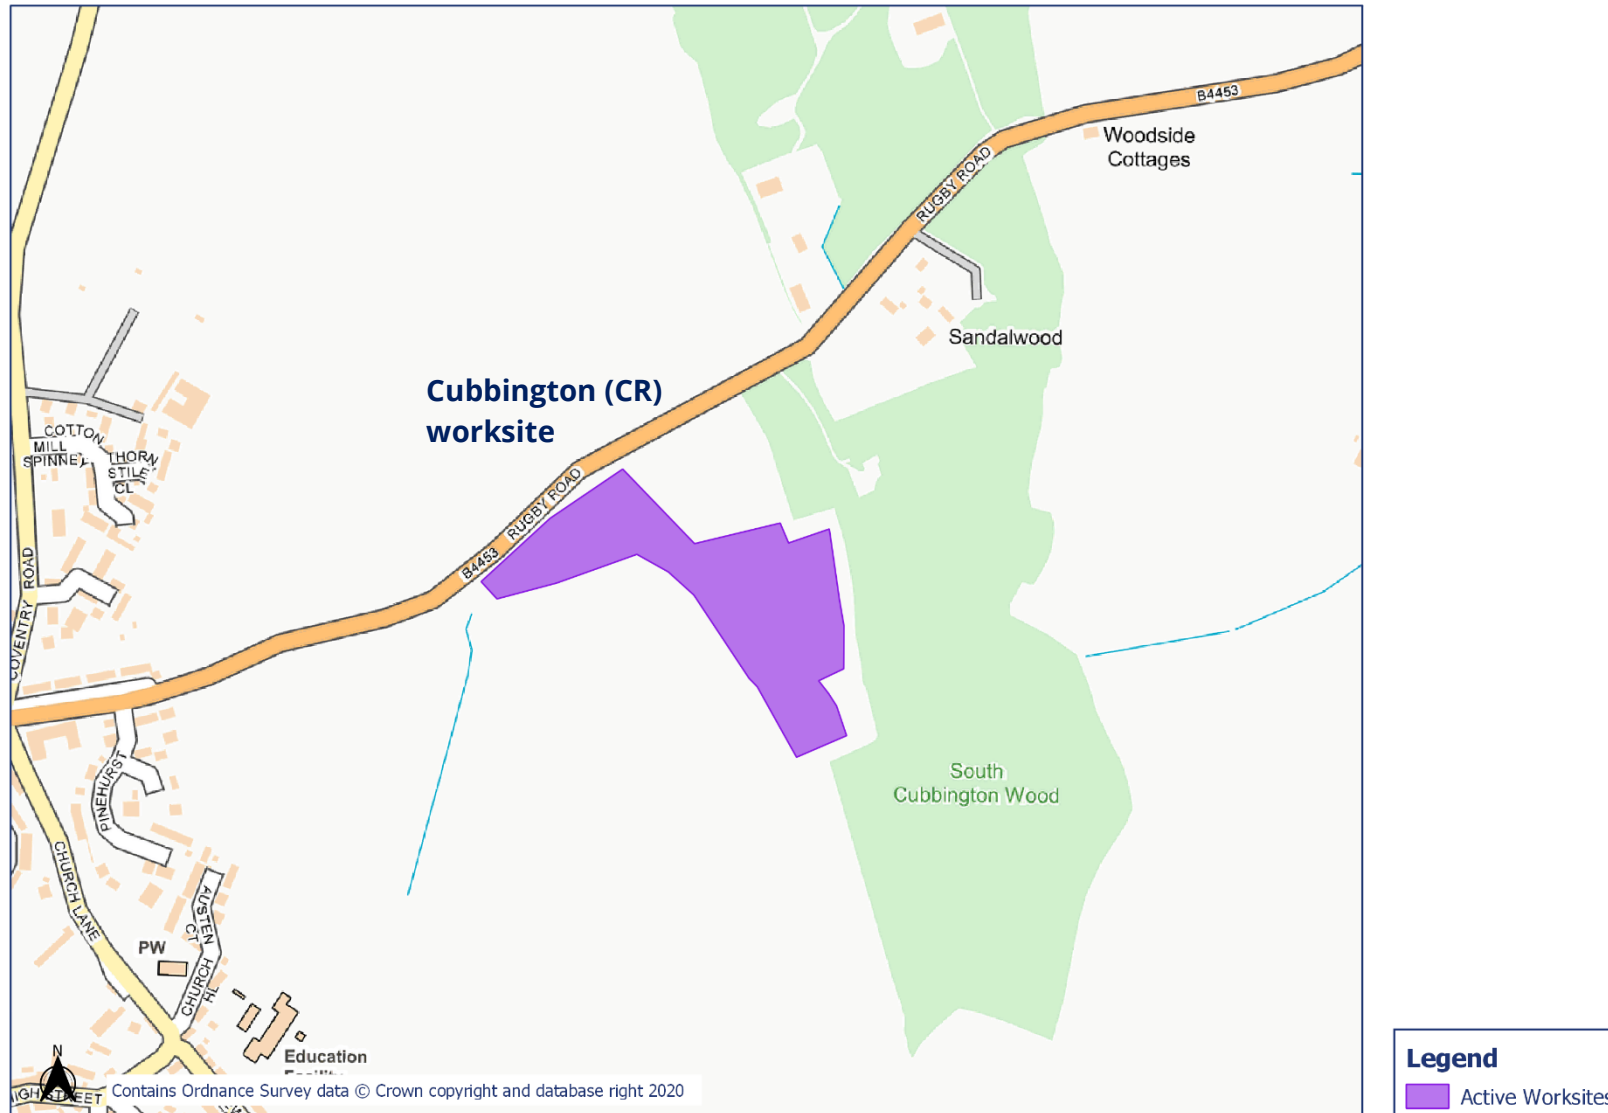 B4453
Woodside
Cottages
RUGBY ROAD
Sandalwood
Cubbington (CR)
worksite
COTTON
MILL
SPINNEY
THORN
STILE
CL
RUGBY ROAD
B4453
COVENTRY ROAD
PINEHURST
South
Cubbington Wood
CHURCH LANE
AUSTEN
CT
PW
CHURCH
HL
Education
N
Contains Ordnance Survey data © Crown copyright and database right 2020
STREET
Legend
Active Worksites